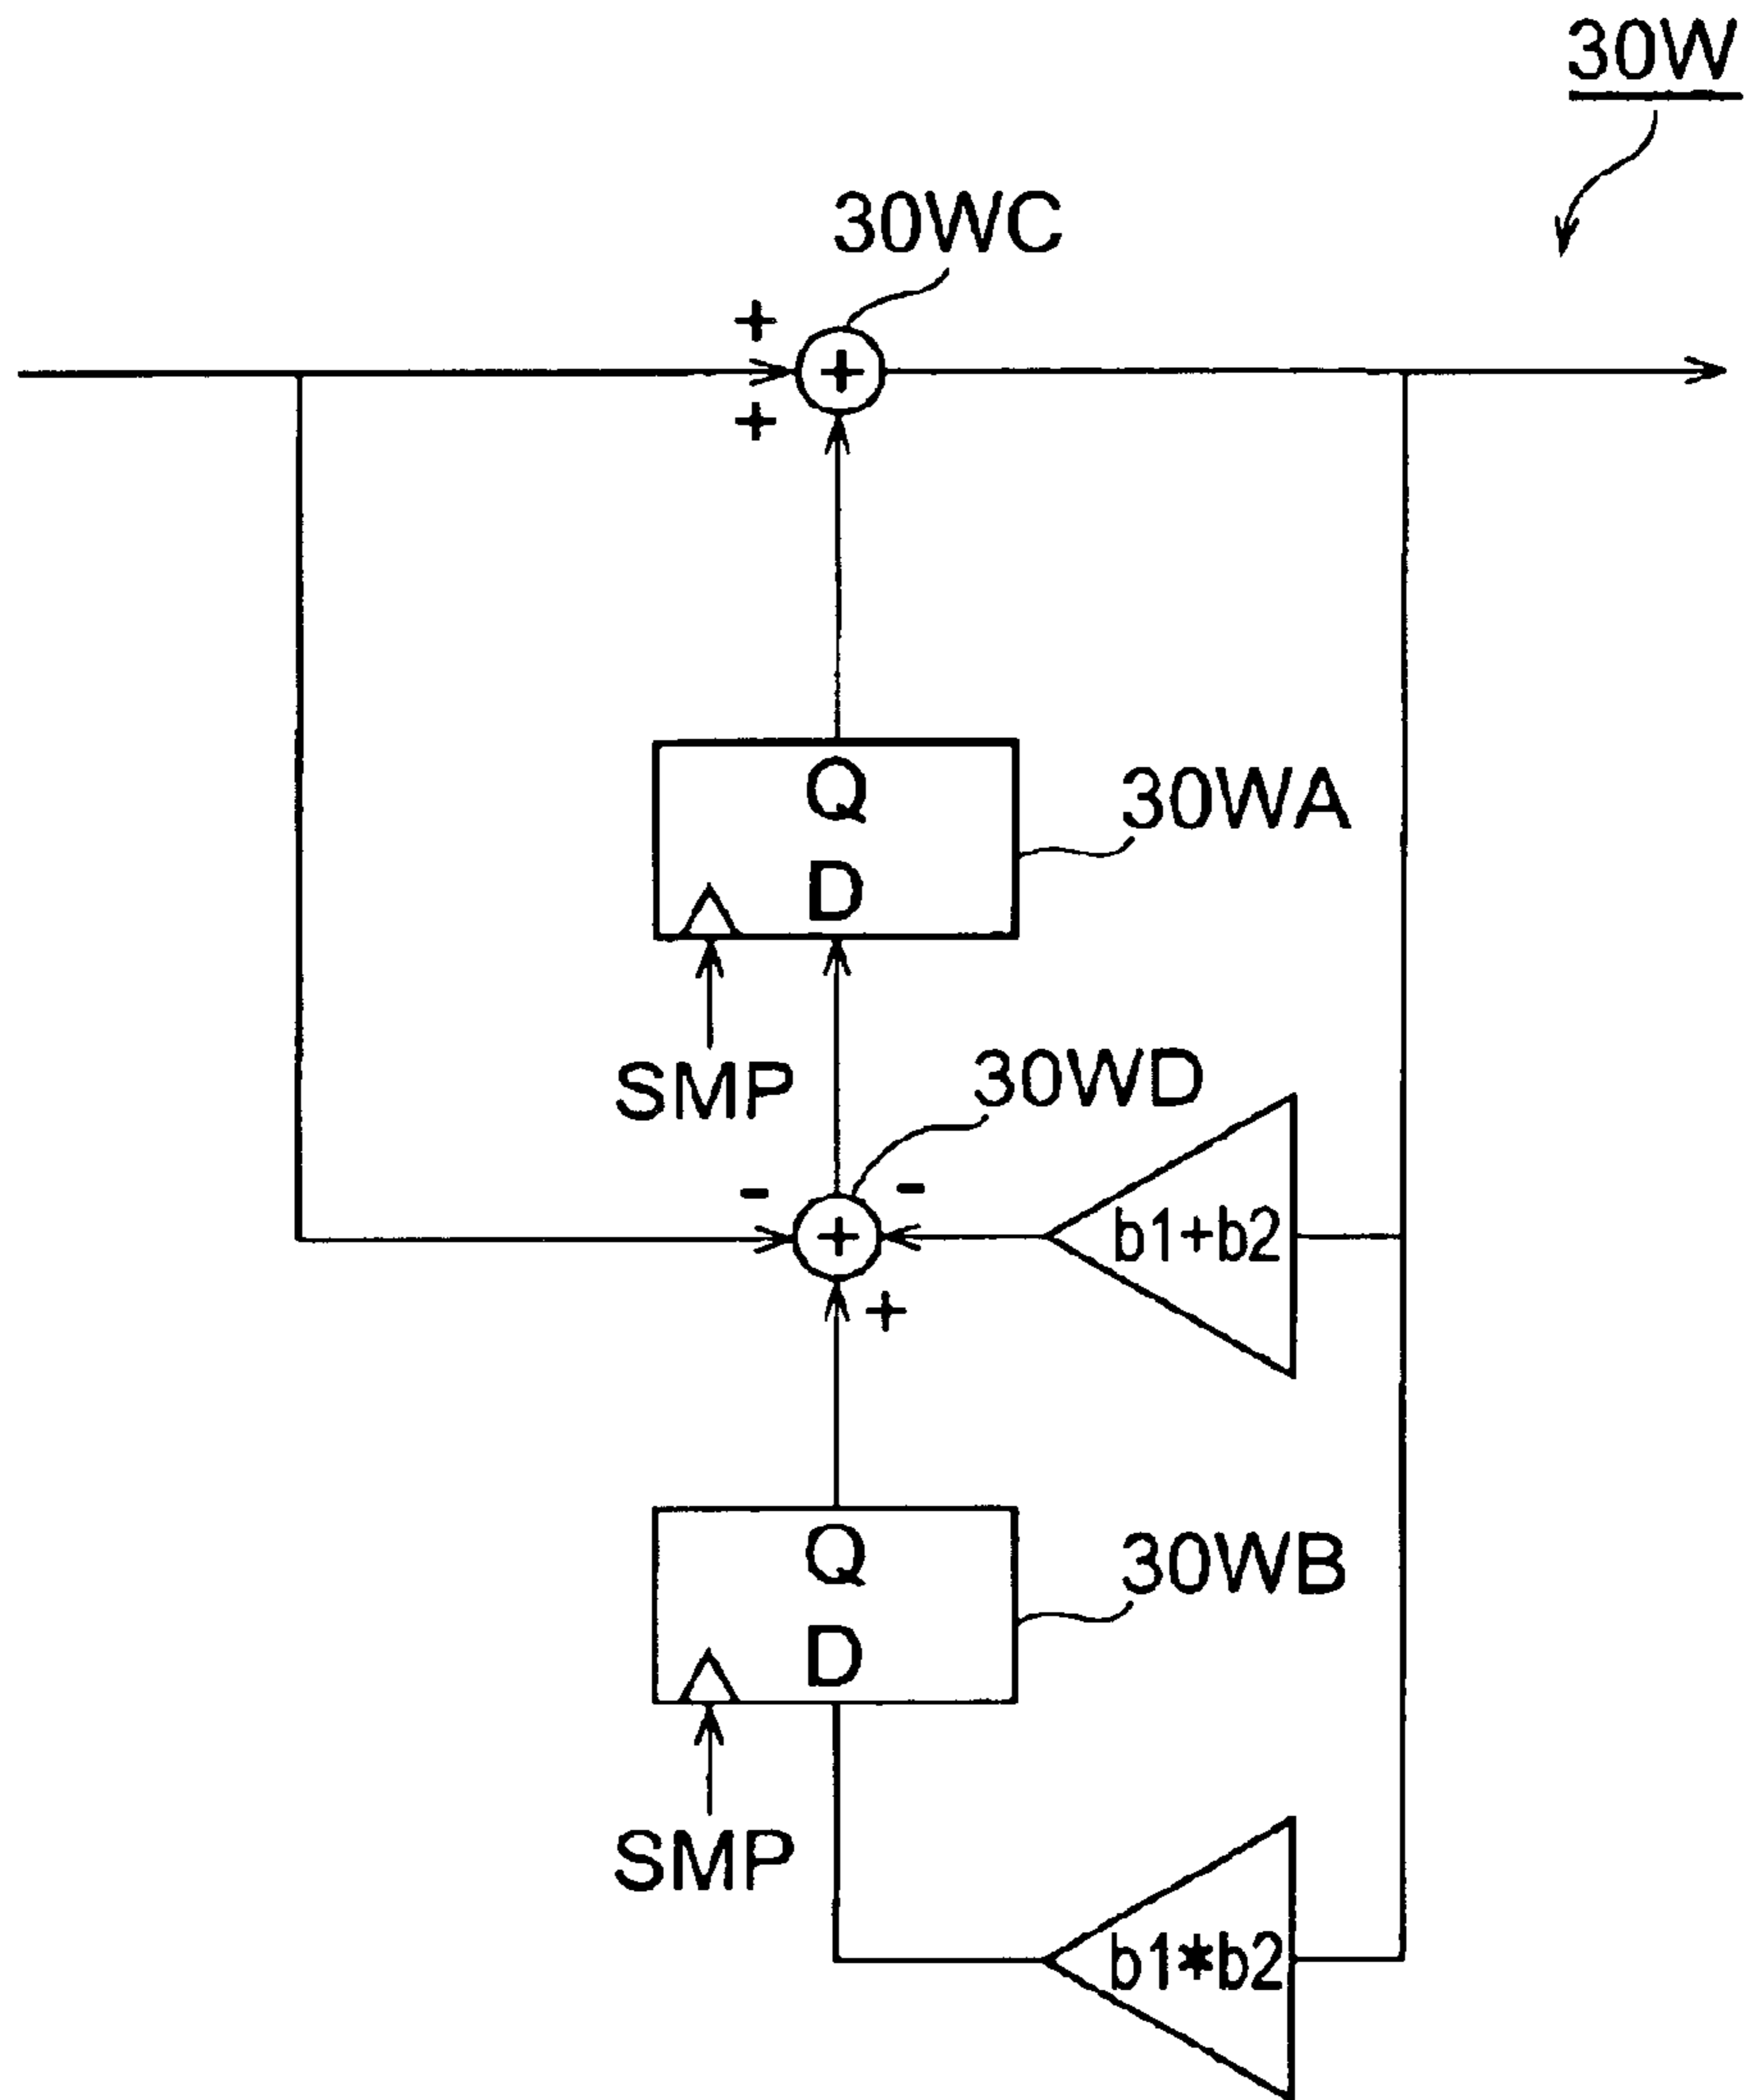 30W
30WC
+
+
+
Q
30WA
D
SMP
30WD
- -
+
b1+b2
+
Q
30WB
D
SMP
b1*b2